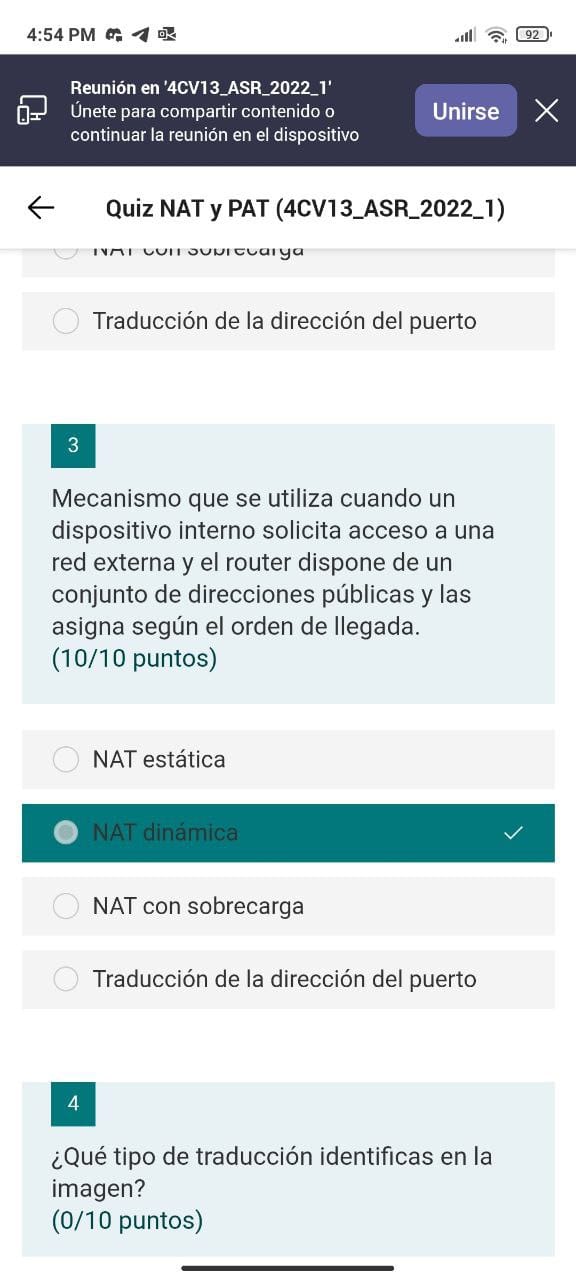 4:54 PM
92
Reunión en '4CV13_ASR_2022_1'
Únete para compartir contenido o
continuar la reunión en el dispositivo
Unirse
Quiz NAT y PAT (4CV13_ASR_2022_1)
NAT con sobrecarga
Traducción de la dirección del puerto
3
Mecanismo que se utiliza cuando un
dispositivo interno solicita acceso a una
red externa y el router dispone de un
conjunto de direcciones públicas y las
asigna según el orden de llegada.
(10/10 puntos)
NAT estática
NAT dinámica
NAT con sobrecarga
Traducción de la dirección del puerto
4
¿Qué tipo de traducción identificas en la
imagen?
(0/10 puntos)